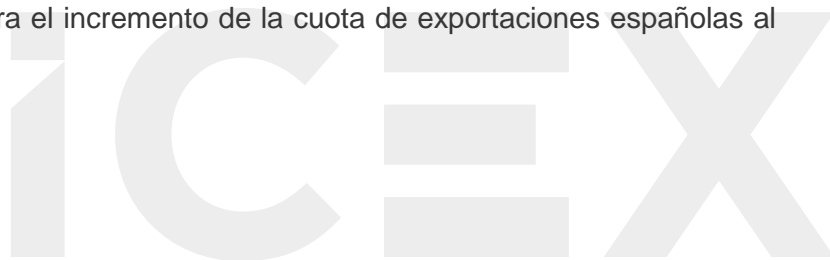 ra el incremento de la cuota de exportaciones españolas al
iCEX